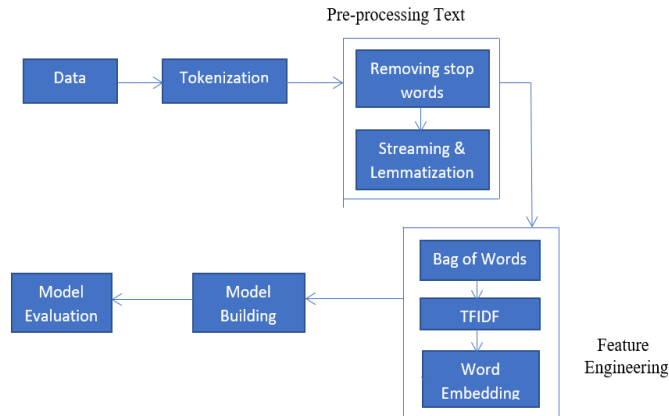 Pre-processing Text
Data
Tokenization
Removing stop
words
Streaming &
Lemmatization
Bag of Words
TFIDF
Word
Embedding
Feature
Engineering
Model
Building
Model
Evaluation